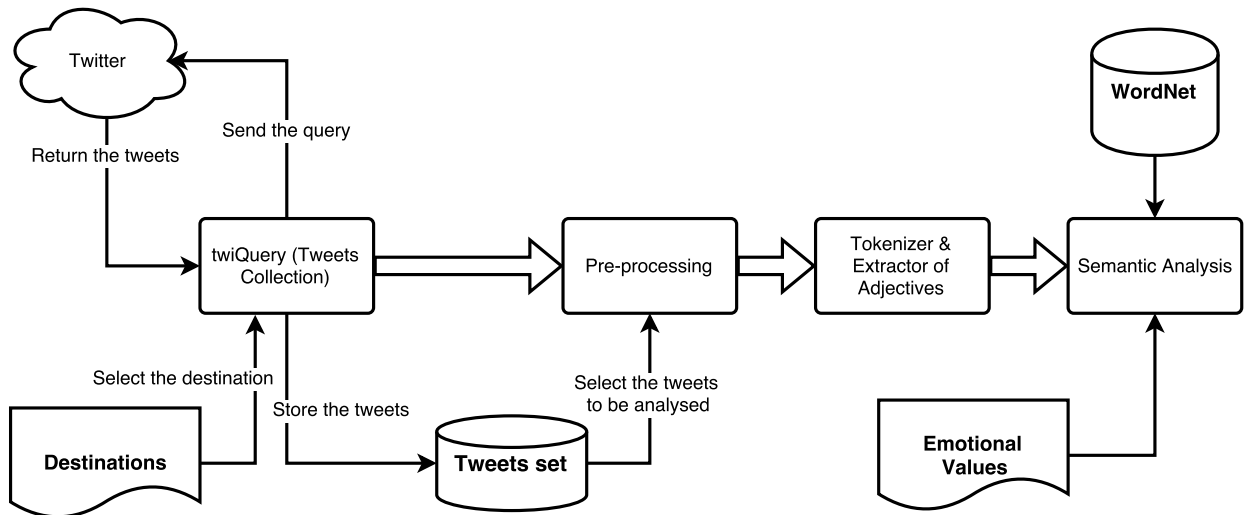 Twitter
WordNet
Send the query
Return the tweets
twiQuery (Tweets
Collection)
Pre-processing
Tokenizer &
Extractor of
Adjectives
Semantic Analysis
Select the destination
Store the tweets
Select the tweets
to be analysed
Destinations
Tweets set
Emotional
Values